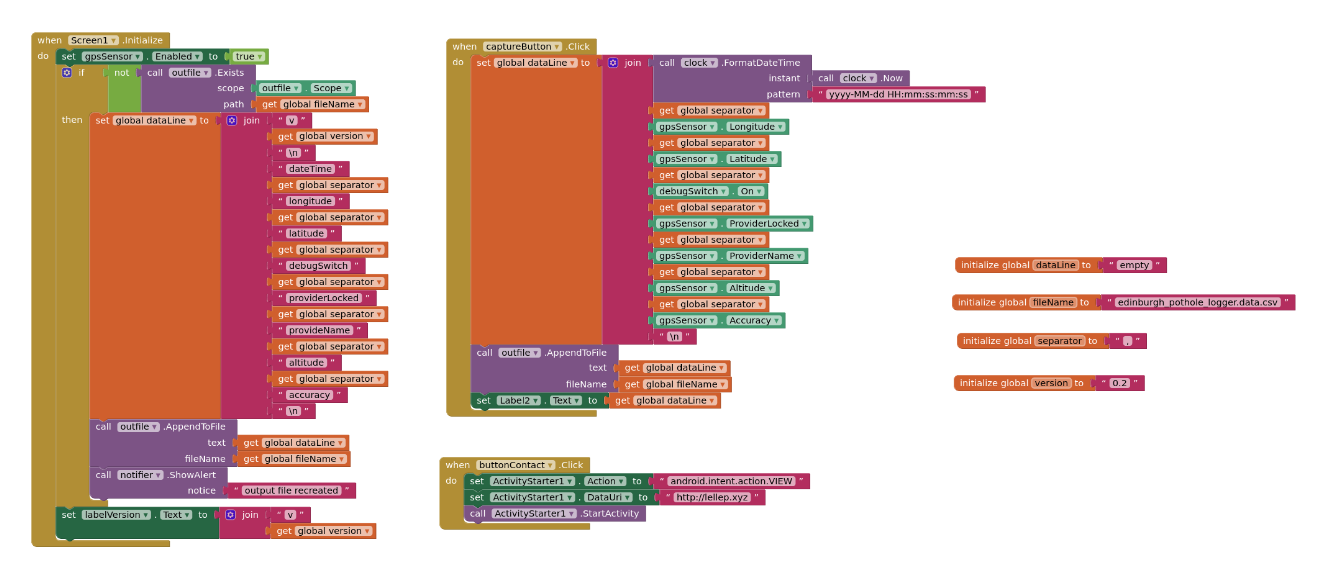 when Screen1 .Initialize
do set gpsSensor . Enabled to true
if not call outfile .Exists
scope outfile . Scope
path get global fileName
then set global dataLine to join " v "
get global version
" \n "
" dateTime "
get global separator
" longitude "
get global separator
" latitude "
get global separator
" debugSwitch "
get global separator
" providerLocked "
get global separator
" provideName "
get global separator
" altitude "
get global separator
" accuracy "
" \n "
call outfile .AppendToFile
text get global dataLine
fileName get global fileName
call notifier .ShowAlert
notice " output file recreated "
set labelVersion . Text to join " v "
get global version
when captureButton .Click
do set global dataLine to join call clock .FormatDateTime
instant call clock .Now
pattern " yyyy-MM-dd HH:mm:ss:mm:ss "
get global separator
gpsSensor . Longitude
get global separator
gpsSensor . Latitude
get global separator
debugSwitch . On
get global separator
gpsSensor . ProviderLocked
get global separator
gpsSensor . ProviderName
get global separator
gpsSensor . Altitude
get global separator
gpsSensor . Accuracy
" \n "
call outfile .AppendToFile
text get global dataLine
fileName get global fileName
set Label2 . Text to get global dataLine
when buttonContact .Click
do set ActivityStarter1 . Action to " android.intent.action.VIEW "
set ActivityStarter1 . DataUri to " http://lellep.xyz "
call ActivityStarter1 .StartActivity
initialize global dataLine to " empty "
initialize global fileName to " edinburgh_pothole_logger.data.csv "
initialize global separator to " , "
initialize global version to " 0.2 "